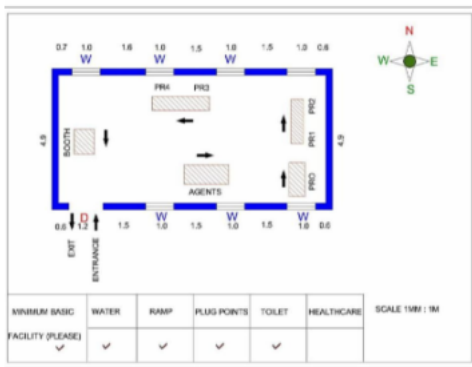 N
0.7 1.0 1.6 1.0 1.5 1.0 1.5 1.0 0.6
W W W
W E
S
PR4 PR3
PR2
PR1
4.9
BOOTH
4.9
AGENTS
PRO
D W W W
0.6 1.2 1.5 1.0 1.5 1.0 1.5 1.0 0.6
EXIT
ENTRANCE
MINIMUM BASIC WATER RAMP PLUG POINTS TOILET HEALTHCARE SCALE 1MM : 1M
FACILITY (PLEASE)